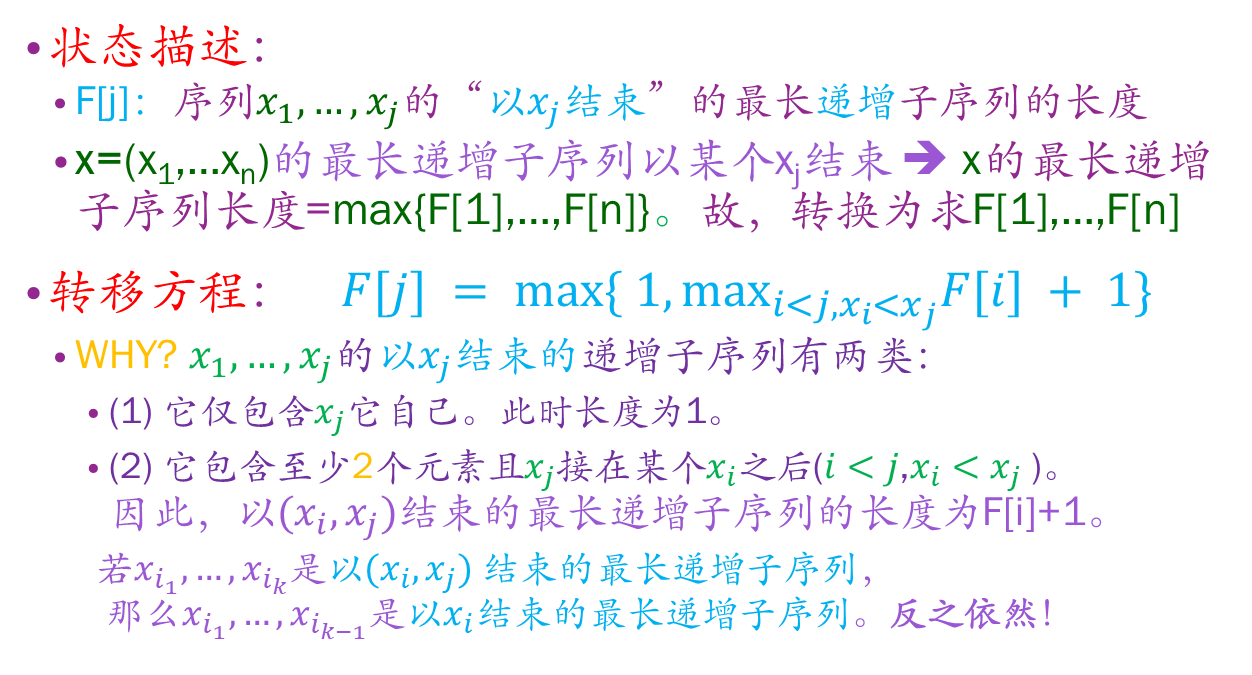 •状态描述：
•F[j]：序列x₁, … , xⱼ的“以xⱼ结束”的最长递增子序列的长度
•x=(x₁,…xₙ)的最长递增子序列以某个xⱼ结束 ➔ x的最长递增
子序列长度=max{F[1],…,F[n]}。故，转换为求F[1],…,F[n]
•转移方程： F[j] = max{ 1, max_{i<j,x_i<x_j}F[i] + 1}
•WHY? x₁, … , xⱼ的以xⱼ结束的递增子序列有两类：
•(1) 它仅包含xⱼ它自己。此时长度为1。
•(2) 它包含至少2个元素且xⱼ接在某个xᵢ之后(i < j,xᵢ < xⱼ )。
因此，以(xᵢ, xⱼ)结束的最长递增子序列的长度为F[i]+1。
若x_{i₁}, … , x_{i_k}是以(xᵢ, xⱼ) 结束的最长递增子序列，
那么x_{i₁}, … , x_{i_{k−1}}是以xᵢ结束的最长递增子序列。反之依然！